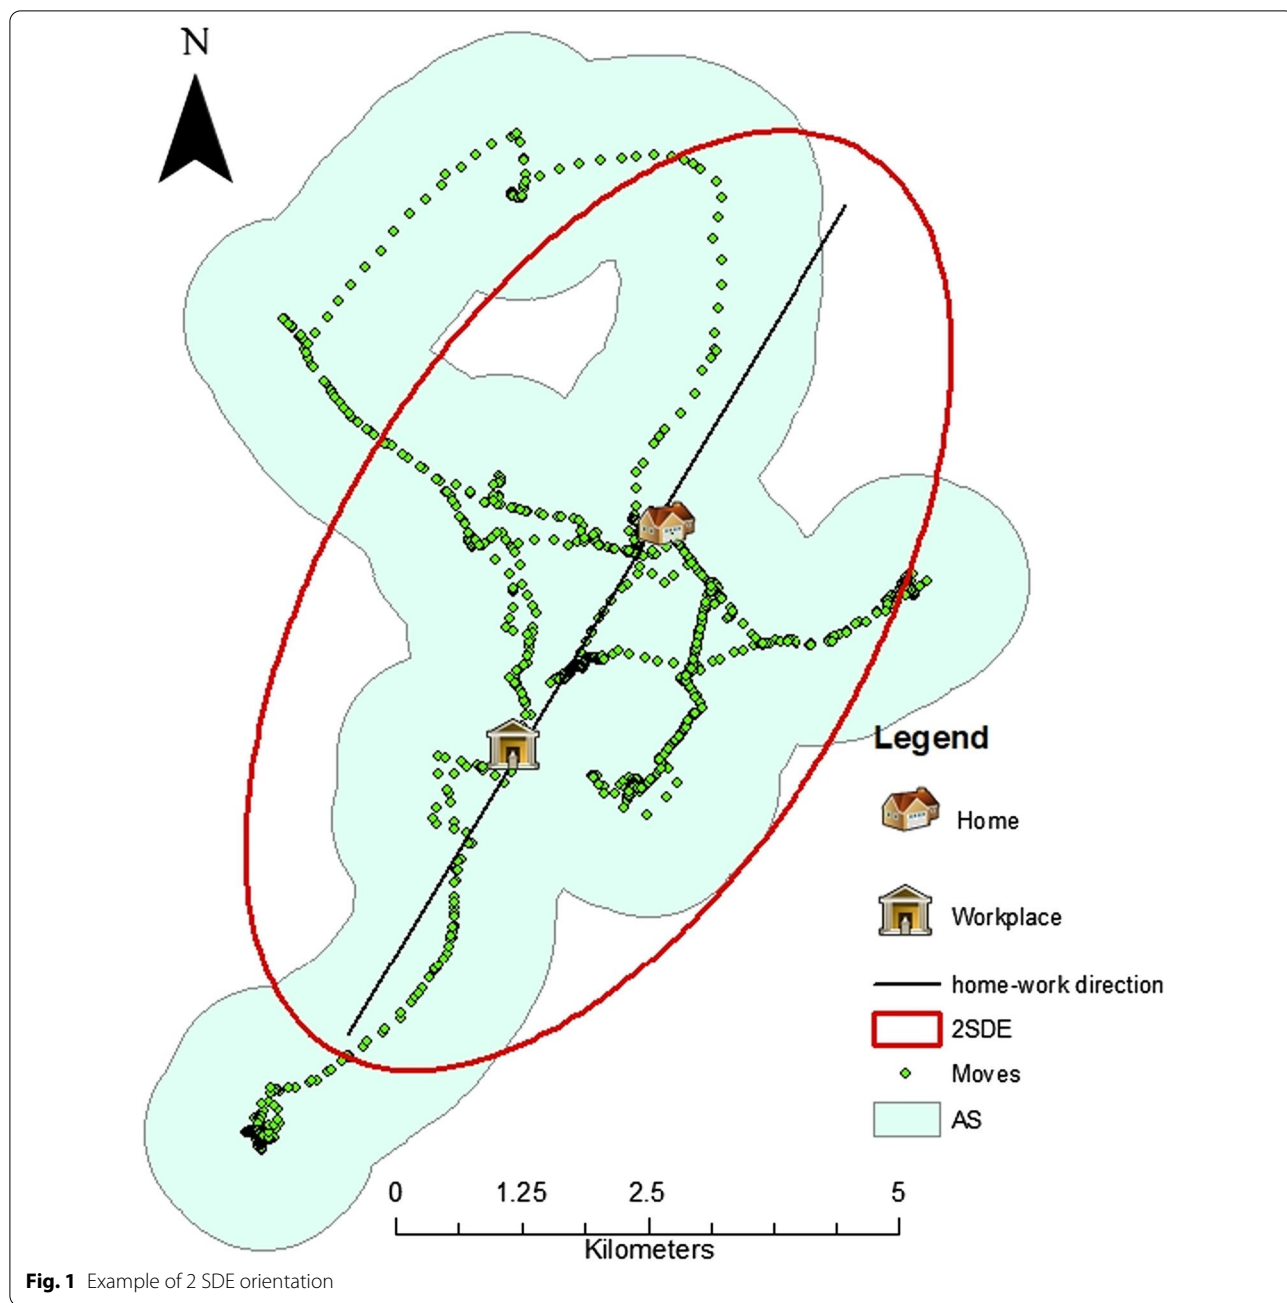 N
Legend
Home
Workplace
home-work direction
2SDE
Moves
AS
0 1.25 2.5 5
Kilometers
Fig. 1 Example of 2 SDE orientation